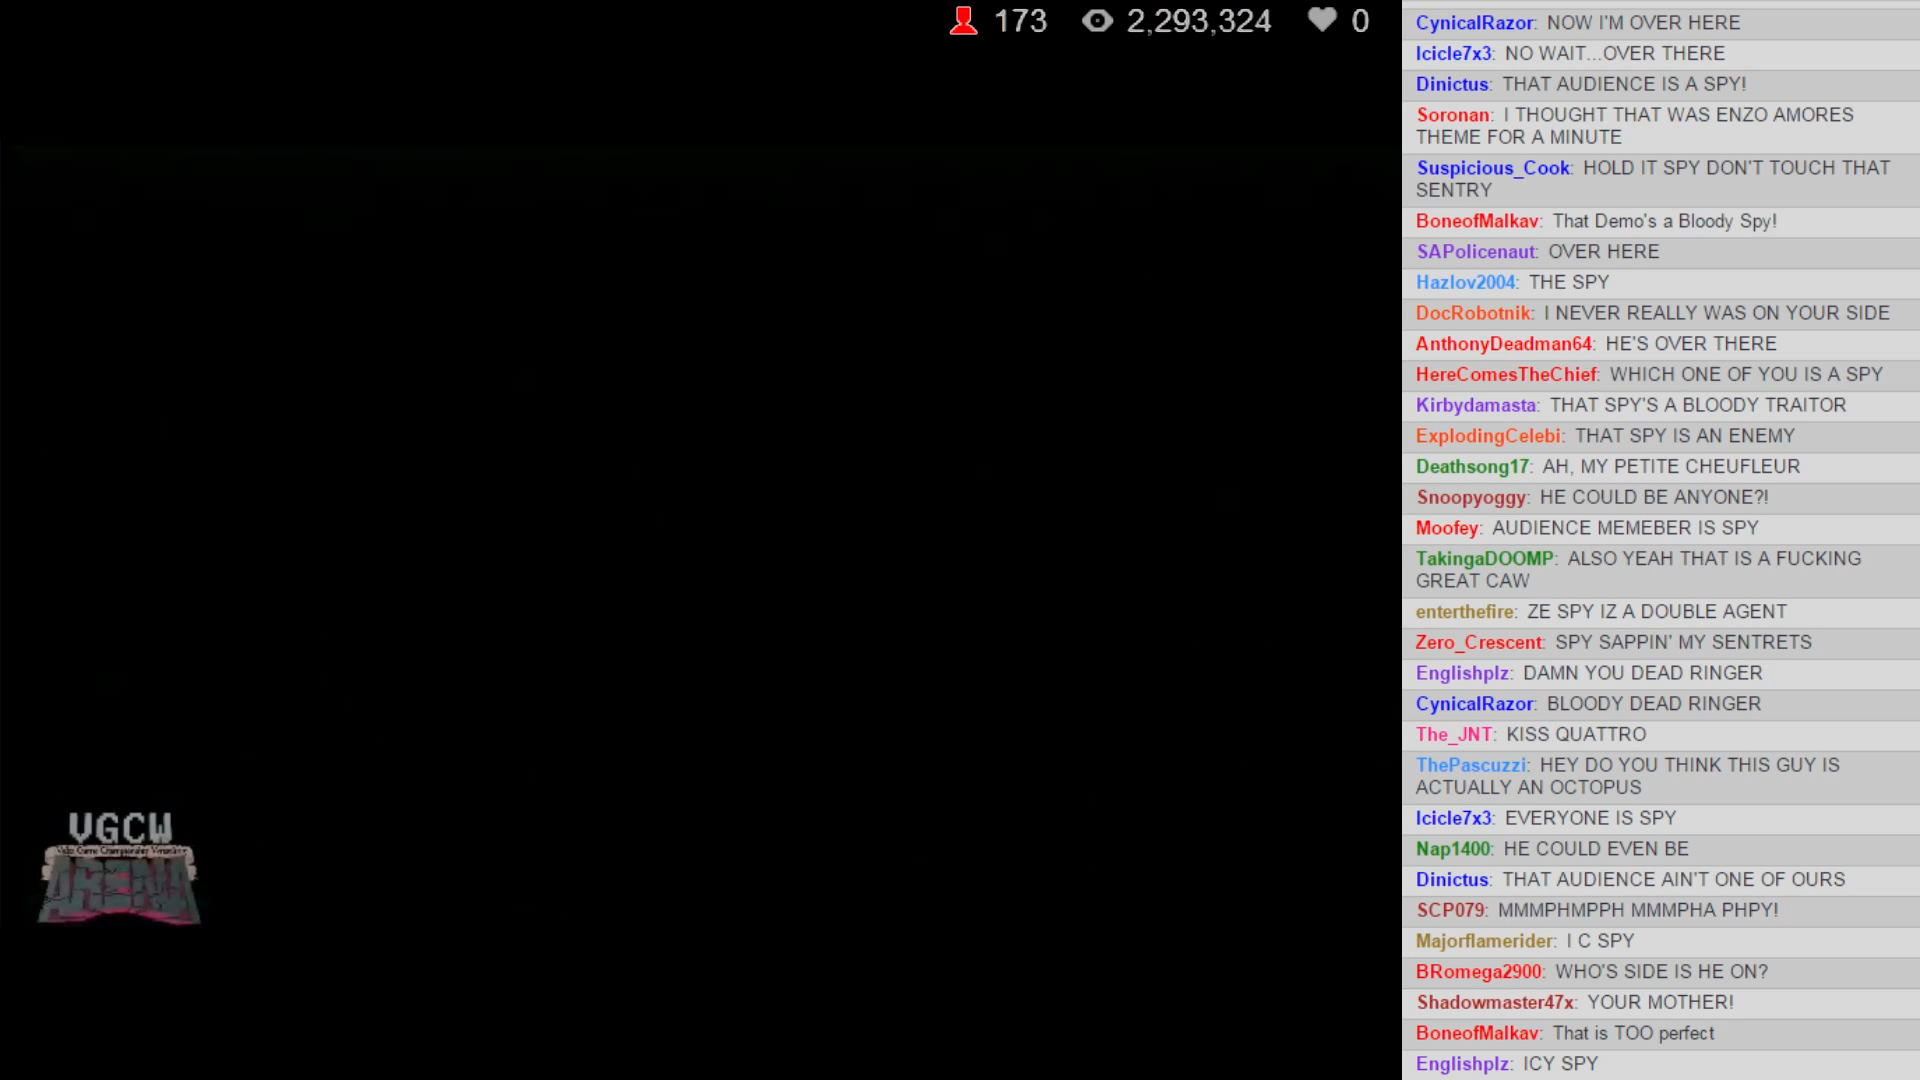 173 2,293,324 0
CynicalRazor: NOW I'M OVER HERE
Icicle7x3: NO WAIT...OVER THERE
Dinictus: THAT AUDIENCE IS A SPY!
Soronan: I THOUGHT THAT WAS ENZO AMORES
THEME FOR A MINUTE
Suspicious_Cook: HOLD IT SPY DON'T TOUCH THAT
SENTRY
BoneofMalkav: That Demo's a Bloody Spy!
SAPolicenaut: OVER HERE
Hazlov2004: THE SPY
DocRobotnik: I NEVER REALLY WAS ON YOUR SIDE
AnthonyDeadman64: HE'S OVER THERE
HereComesTheChief: WHICH ONE OF YOU IS A SPY
Kirbydamasta: THAT SPY'S A BLOODY TRAITOR
ExplodingCelebi: THAT SPY IS AN ENEMY
Deathsong17: AH, MY PETITE CHEUFLEUR
Snoopyoggy: HE COULD BE ANYONE?!
Moofey: AUDIENCE MEMEBER IS SPY
TakingaDOOMP: ALSO YEAH THAT IS A FUCKING
GREAT CAW
enterthefire: ZE SPY IZ A DOUBLE AGENT
Zero_Crescent: SPY SAPPIN' MY SENTRETS
Englishplz: DAMN YOU DEAD RINGER
CynicalRazor: BLOODY DEAD RINGER
The_JNT: KISS QUATTRO
ThePascuzzi: HEY DO YOU THINK THIS GUY IS
ACTUALLY AN OCTOPUS
Icicle7x3: EVERYONE IS SPY
Nap1400: HE COULD EVEN BE
Dinictus: THAT AUDIENCE AIN'T ONE OF OURS
SCP079: MMMPHMPPH MMMPHA PHPY!
Majorflamerider: I C SPY
BRomega2900: WHO'S SIDE IS HE ON?
Shadowmaster47x: YOUR MOTHER!
BoneofMalkav: That is TOO perfect
Englishplz: ICY SPY
VGCW
Video Game Championship Wrestling
ARENA